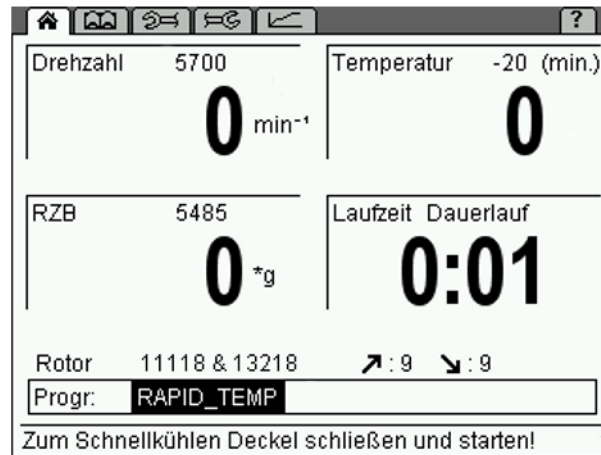 ?
Drehzahl 5700
0 min⁻¹
Temperatur -20 (min.)
0
RZB 5485
0 *g
Laufzeit Dauerlauf
0:01
Rotor 11118 & 13218 ↗: 9 ↘: 9
Progr: RAPID_TEMP
Zum Schnellkühlen Deckel schließen und starten!